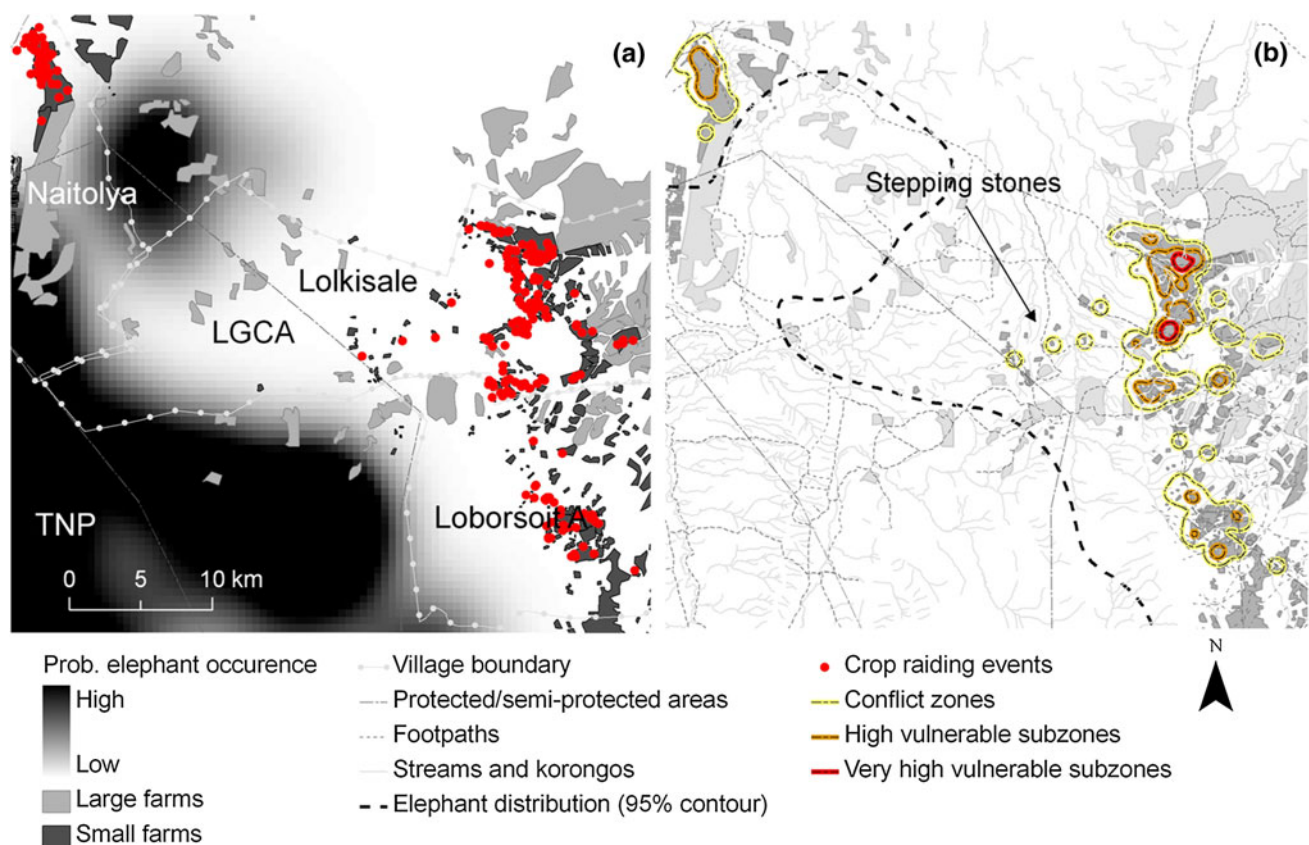 (a)
Naitolya
Lolkisale
LGCA
TNP
Loborsoit A
0 5 10 km
(b)
Stepping stones
N
Prob. elephant occurence
High
Low
Large farms
Small farms
Village boundary
Protected/semi-protected areas
Footpaths
Streams and korongos
Elephant distribution (95% contour)
Crop raiding events
Conflict zones
High vulnerable subzones
Very high vulnerable subzones